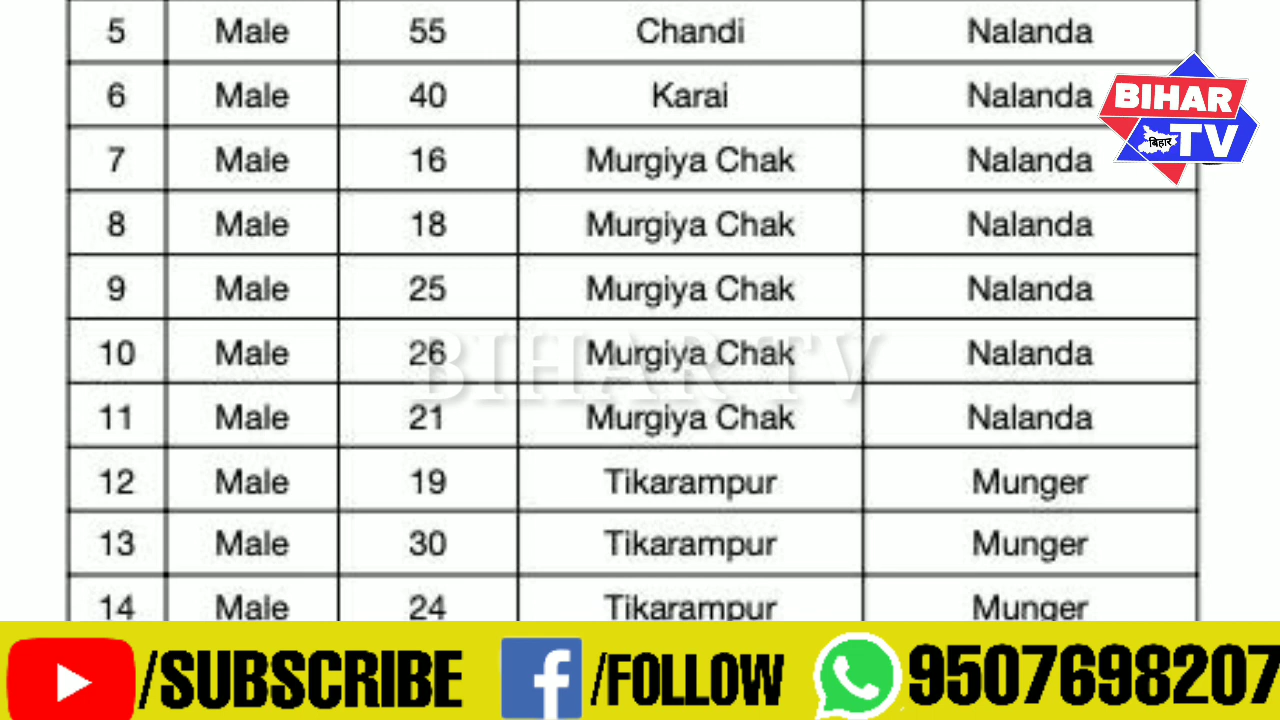 5 Male 55 Chandi Nalanda
6 Male 40 Karai Nalanda
7 Male 16 Murgiya Chak Nalanda
8 Male 18 Murgiya Chak Nalanda
9 Male 25 Murgiya Chak Nalanda
10 Male 26 Murgiya Chak Nalanda
11 Male 21 Murgiya Chak Nalanda
12 Male 19 Tikarampur Munger
13 Male 30 Tikarampur Munger
14 Male 24 Tikarampur Munger
BIHAR
बिहार TV
BIHAR TV
/SUBSCRIBE /FOLLOW 9507698207